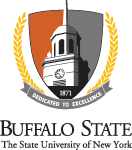 1871
DEDICATED TO EXCELLENCE
BUFFALO STATE
The State University of New York